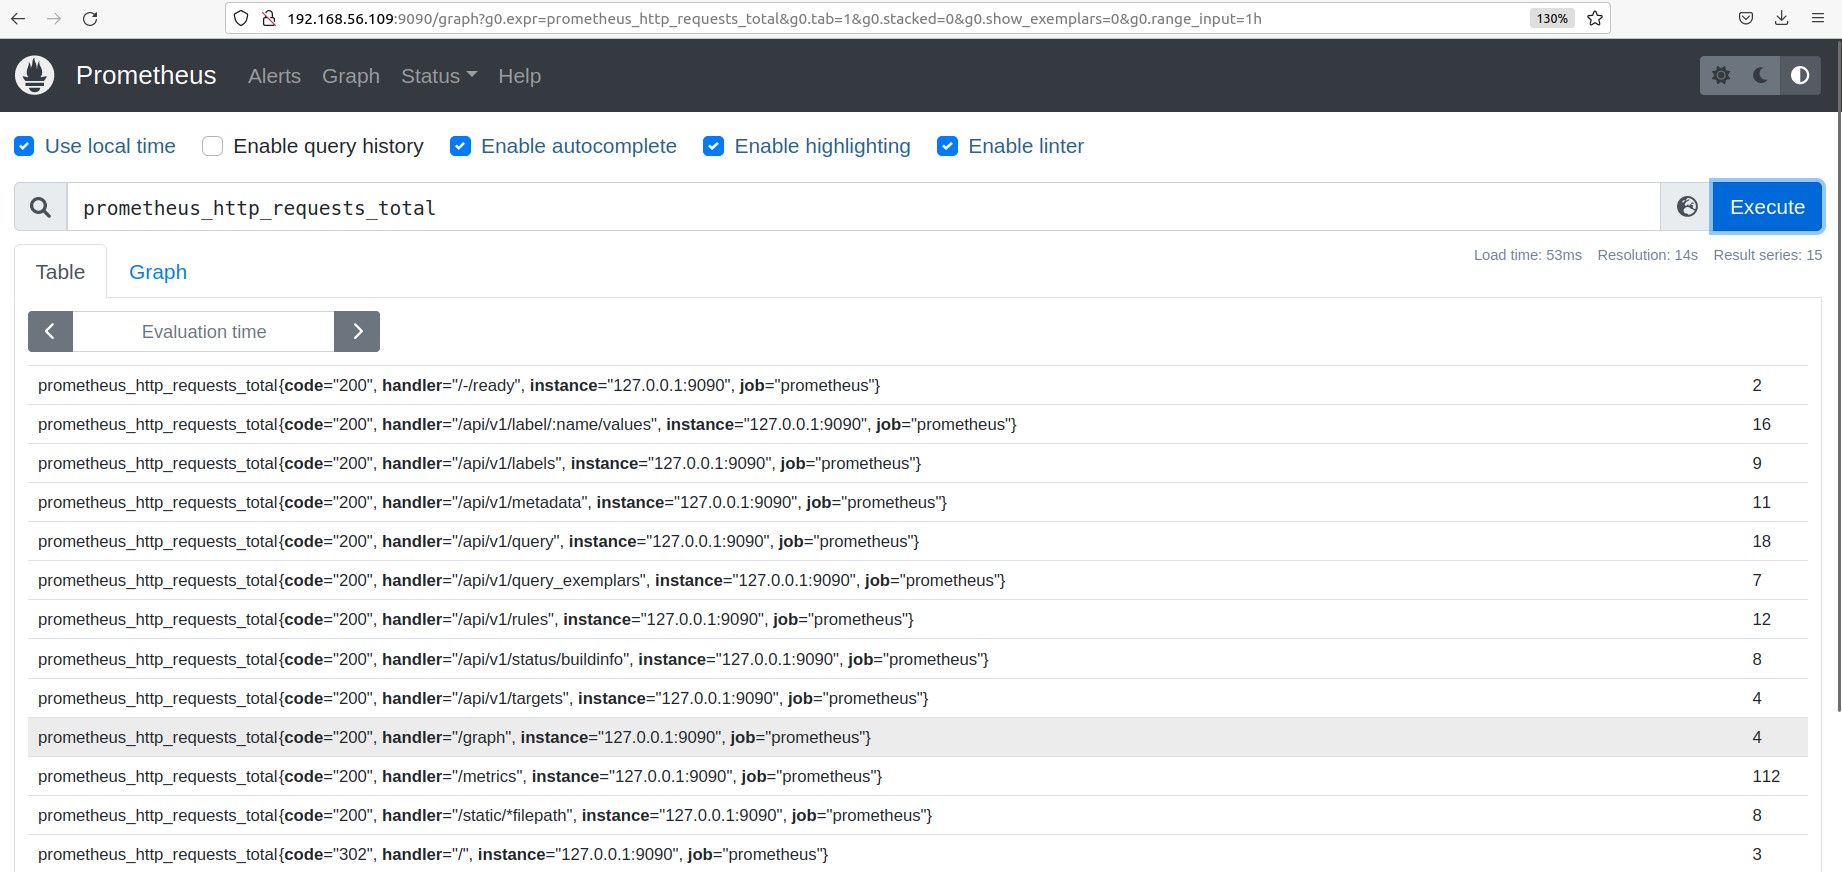 192.168.56.109:9090/graph?g0.expr=prometheus_http_requests_total&g0.tab=1&g0.stacked=0&g0.show_exemplars=0&g0.range_input=1h 130%
Prometheus Alerts Graph Status Help
Use local time Enable query history Enable autocomplete Enable highlighting Enable linter
prometheus_http_requests_total Execute
Load time: 53ms Resolution: 14s Result series: 15
Table Graph
Evaluation time
prometheus_http_requests_total{code="200", handler="/-/ready", instance="127.0.0.1:9090", job="prometheus"} 2
prometheus_http_requests_total{code="200", handler="/api/v1/label/:name/values", instance="127.0.0.1:9090", job="prometheus"} 16
prometheus_http_requests_total{code="200", handler="/api/v1/labels", instance="127.0.0.1:9090", job="prometheus"} 9
prometheus_http_requests_total{code="200", handler="/api/v1/metadata", instance="127.0.0.1:9090", job="prometheus"} 11
prometheus_http_requests_total{code="200", handler="/api/v1/query", instance="127.0.0.1:9090", job="prometheus"} 18
prometheus_http_requests_total{code="200", handler="/api/v1/query_exemplars", instance="127.0.0.1:9090", job="prometheus"} 7
prometheus_http_requests_total{code="200", handler="/api/v1/rules", instance="127.0.0.1:9090", job="prometheus"} 12
prometheus_http_requests_total{code="200", handler="/api/v1/status/buildinfo", instance="127.0.0.1:9090", job="prometheus"} 8
prometheus_http_requests_total{code="200", handler="/api/v1/targets", instance="127.0.0.1:9090", job="prometheus"} 4
prometheus_http_requests_total{code="200", handler="/graph", instance="127.0.0.1:9090", job="prometheus"} 4
prometheus_http_requests_total{code="200", handler="/metrics", instance="127.0.0.1:9090", job="prometheus"} 112
prometheus_http_requests_total{code="200", handler="/static/*filepath", instance="127.0.0.1:9090", job="prometheus"} 8
prometheus_http_requests_total{code="302", handler="/", instance="127.0.0.1:9090", job="prometheus"} 3